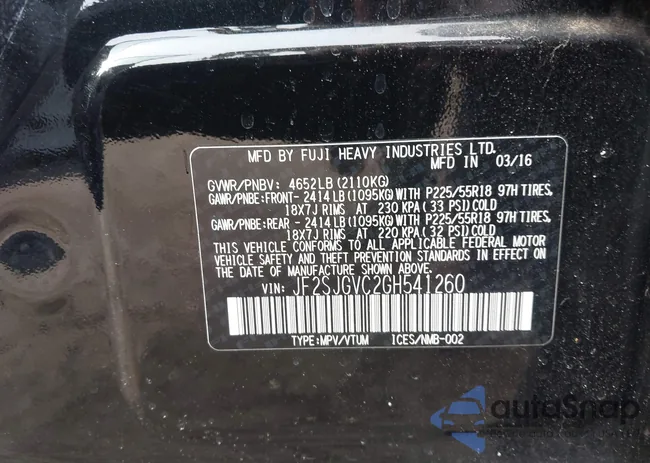 MFD BY FUJI HEAVY INDUSTRIES LTD.
MFD IN 03/16
GVWR/PNBV: 4652LB (2110KG)
GAWR/PNBE:FRONT- 2414 LB (1095KG) WITH P225/55R18 97H TIRES,
18X7J RIMS AT 230 KPA ( 33 PSI) COLD
GAWR/PNBE:REAR - 2414 LB (1095KG) WITH P225/55R18 97H TIRES,
18X7J RIMS AT 220 KPA ( 32 PSI) COLD
THIS VEHICLE CONFORMS TO ALL APPLICABLE FEDERAL MOTOR
VEHICLE SAFETY AND THEFT PREVENTION STANDARDS IN EFFECT ON
THE DATE OF MANUFACTURE SHOWN ABOVE.
VIN: JF2SJGVC2GH541260
TYPE:MPV/VTUM ICES/NMB-002
autoSnap